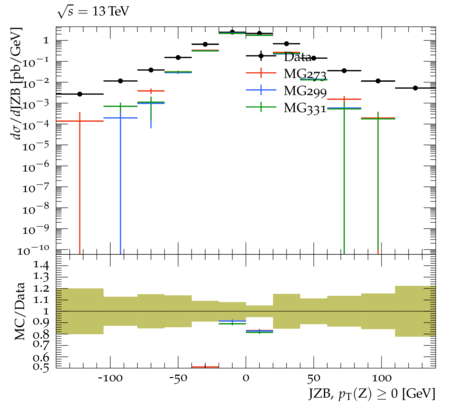 √s = 13 TeV
dσ/dJZB [pb/GeV]
1
10⁻¹
10⁻²
10⁻³
10⁻⁴
10⁻⁵
10⁻⁶
10⁻⁷
10⁻⁸
10⁻⁹
10⁻¹⁰
Data
MG273
MG299
MG331
MC/Data
1.4
1.3
1.2
1.1
1
0.9
0.8
0.7
0.6
0.5
-100 -50 0 50 100
JZB, p_T(Z) ≥ 0 [GeV]